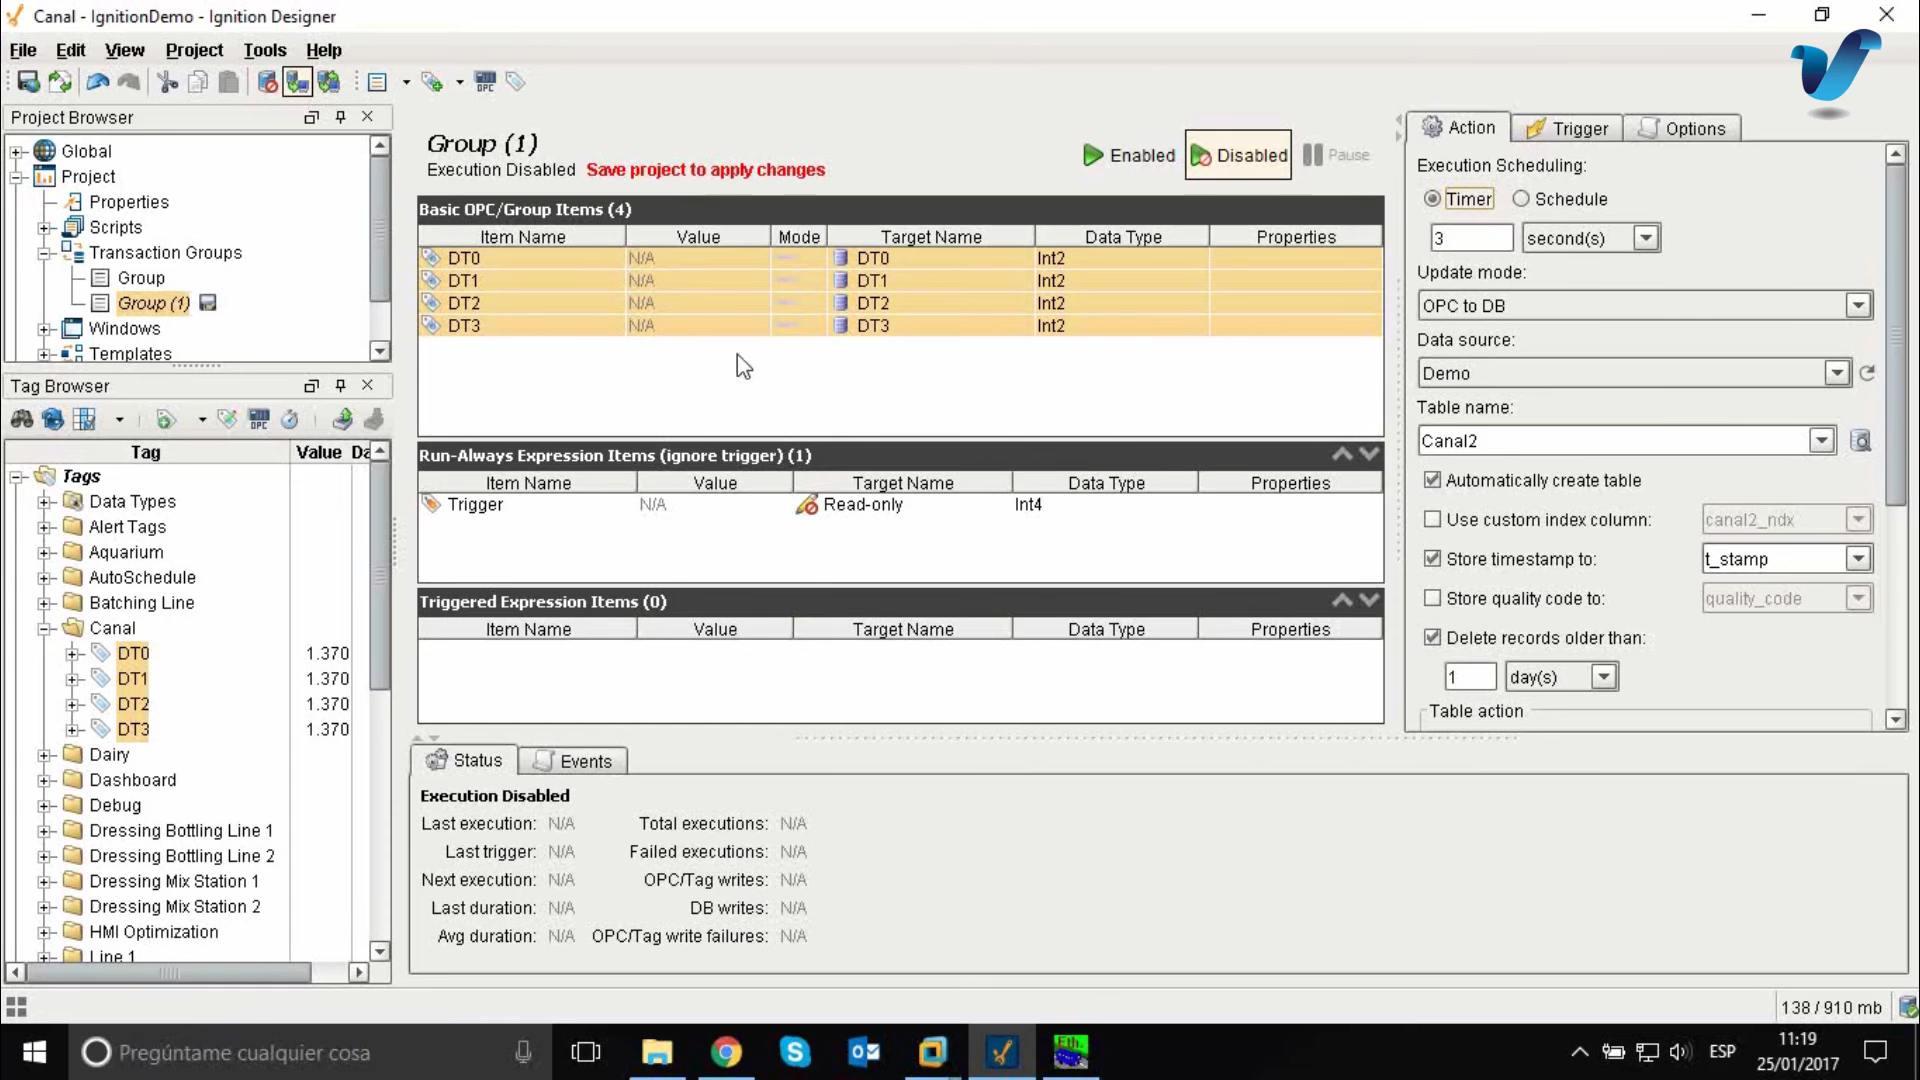 Canal - IgnitionDemo - Ignition Designer
File Edit View Project Tools Help
OPC
Project Browser
Global
Project
Properties
Scripts
Transaction Groups
Group
Group (1)
Windows
Templates
Tag Browser
OPC
Tag Value Da
Tags
Data Types
Alert Tags
Aquarium
AutoSchedule
Batching Line
Canal
DT0 1.370
DT1 1.370
DT2 1.370
DT3 1.370
Dairy
Dashboard
Debug
Dressing Bottling Line 1
Dressing Bottling Line 2
Dressing Mix Station 1
Dressing Mix Station 2
HMI Optimization
Line 1
Group (1)
Execution Disabled Save project to apply changes
Enabled Disabled Pause
Basic OPC/Group Items (4)
Item Name Value Mode Target Name Data Type Properties
DT0 N/A DT0 Int2
DT1 N/A DT1 Int2
DT2 N/A DT2 Int2
DT3 N/A DT3 Int2
Run-Always Expression Items (ignore trigger) (1)
Item Name Value Target Name Data Type Properties
Trigger N/A Read-only Int4
Triggered Expression Items (0)
Item Name Value Target Name Data Type Properties
Status Events
Execution Disabled
Last execution: N/A Total executions: N/A
Last trigger: N/A Failed executions: N/A
Next execution: N/A OPC/Tag writes: N/A
Last duration: N/A DB writes: N/A
Avg duration: N/A OPC/Tag write failures: N/A
Action Trigger Options
Execution Scheduling:
Timer Schedule
3 second(s)
Update mode:
OPC to DB
Data source:
Demo
Table name:
Canal2
Automatically create table
Use custom index column: canal2_ndx
Store timestamp to: t_stamp
Store quality code to: quality_code
Delete records older than:
1 day(s)
Table action
138 / 910 mb
Pregúntame cualquier cosa
Eth.
ESP
11:19
25/01/2017